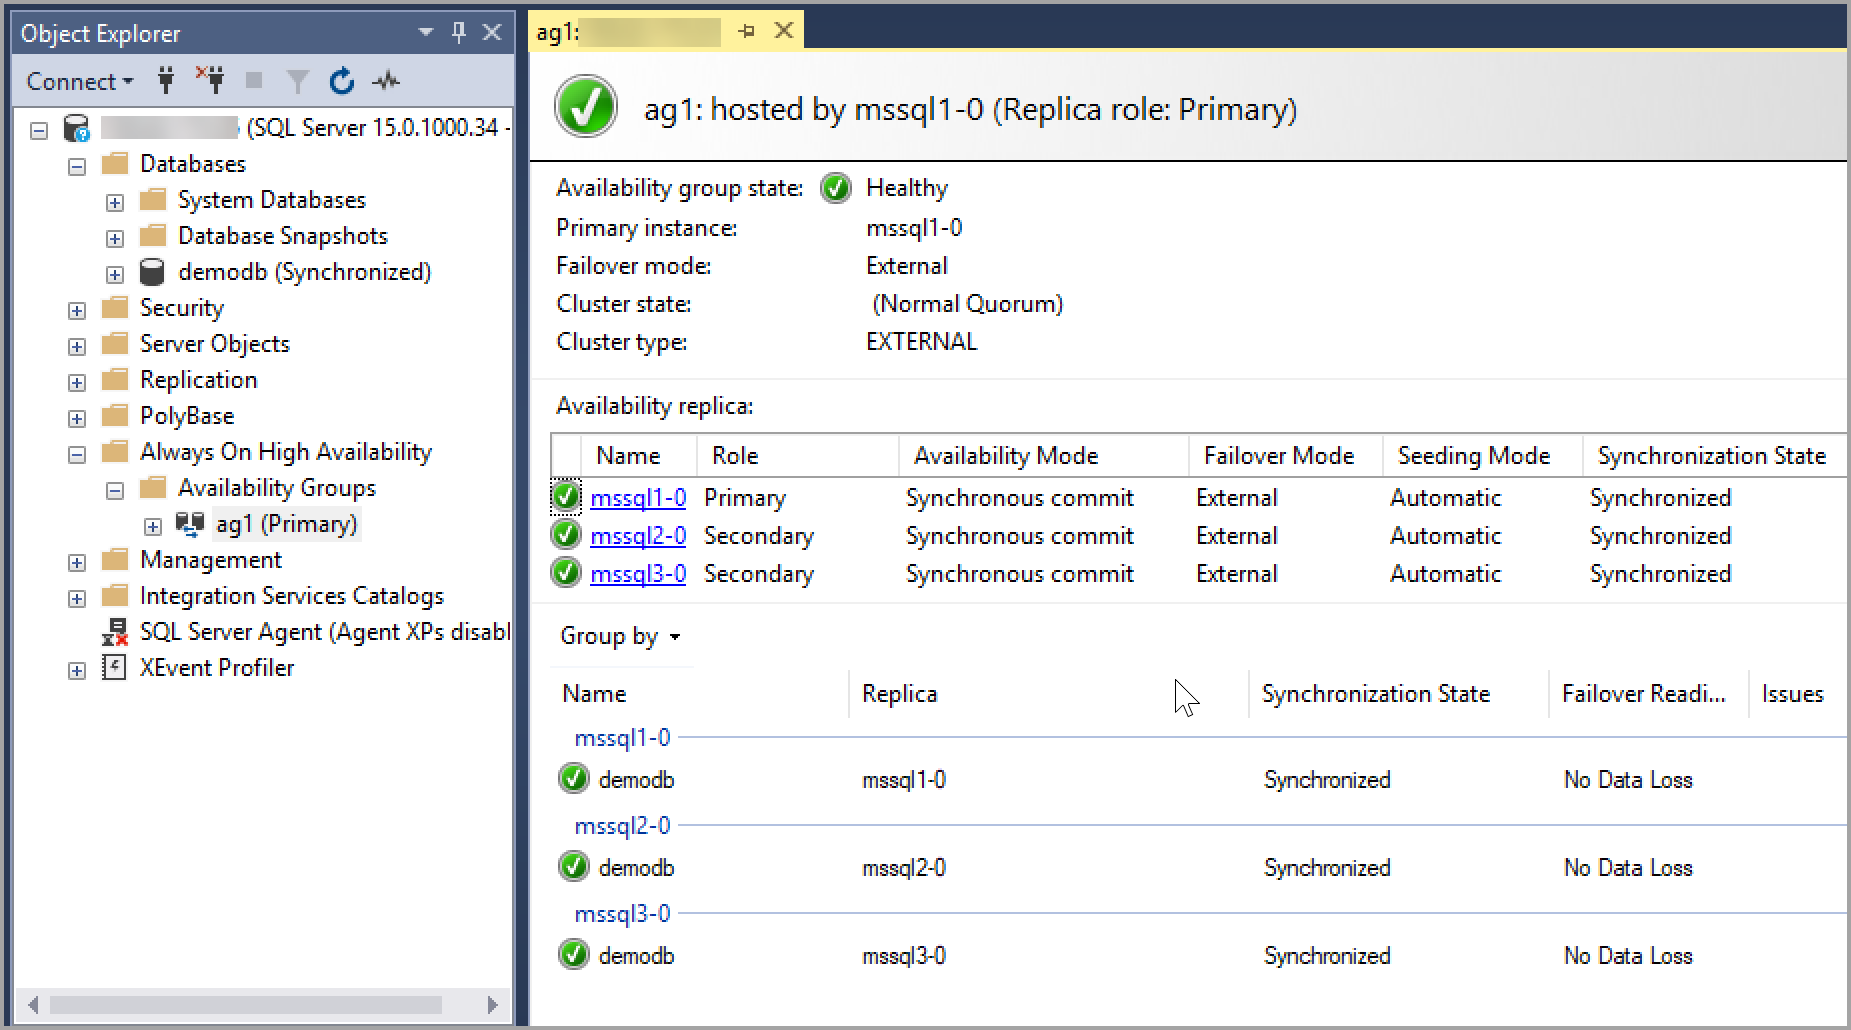 Object Explorer
Connect
(SQL Server 15.0.1000.34 -
Databases
System Databases
Database Snapshots
demodb (Synchronized)
Security
Server Objects
Replication
PolyBase
Always On High Availability
Availability Groups
ag1 (Primary)
Management
Integration Services Catalogs
SQL Server Agent (Agent XPs disabl
XEvent Profiler
ag1:
ag1: hosted by mssql1-0 (Replica role: Primary)
Availability group state: Healthy
Primary instance: mssql1-0
Failover mode: External
Cluster state: (Normal Quorum)
Cluster type: EXTERNAL
Availability replica:
Name Role Availability Mode Failover Mode Seeding Mode Synchronization State
mssql1-0 Primary Synchronous commit External Automatic Synchronized
mssql2-0 Secondary Synchronous commit External Automatic Synchronized
mssql3-0 Secondary Synchronous commit External Automatic Synchronized
Group by
Name Replica Synchronization State Failover Readi... Issues
mssql1-0
demodb mssql1-0 Synchronized No Data Loss
mssql2-0
demodb mssql2-0 Synchronized No Data Loss
mssql3-0
demodb mssql3-0 Synchronized No Data Loss